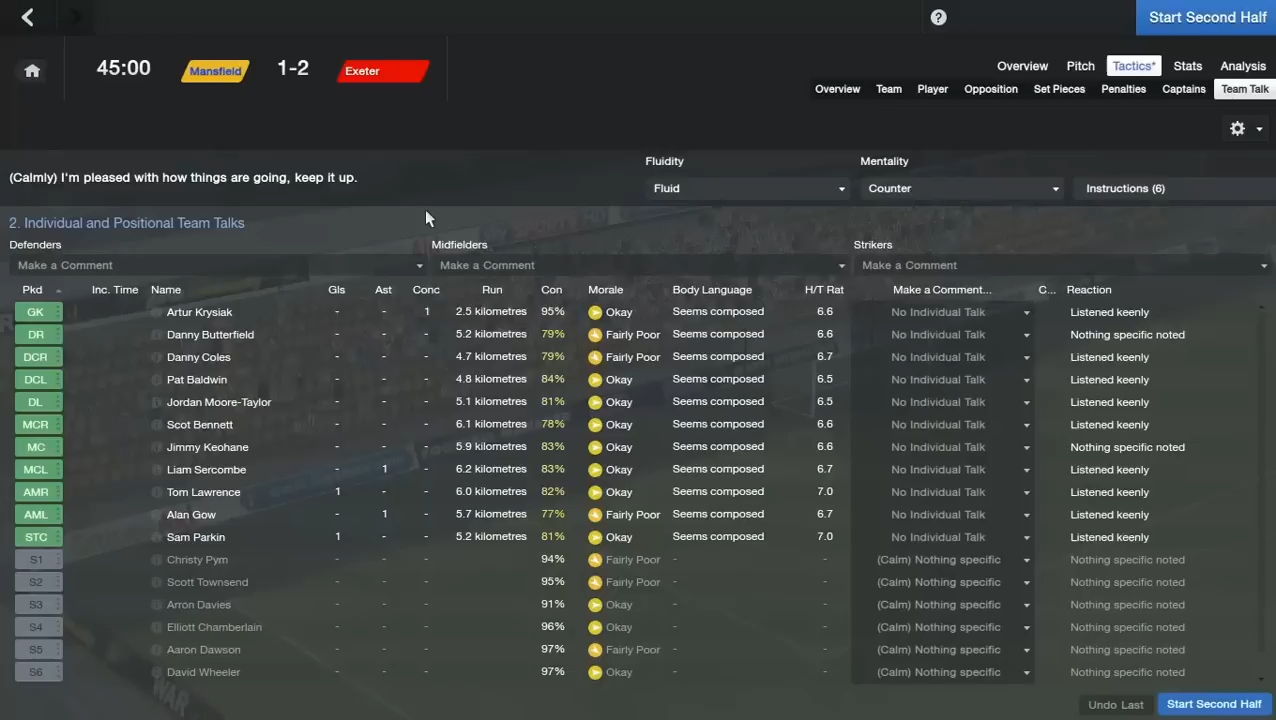 Start Second Half
45:00 Mansfield 1-2 Exeter
Overview Pitch Tactics* Stats Analysis
Overview Team Player Opposition Set Pieces Penalties Captains Team Talk
Fluidity Mentality
(Calmly) I'm pleased with how things are going, keep it up.
Fluid Counter Instructions (6)
2. Individual and Positional Team Talks
Defenders Midfielders Strikers
Make a Comment Make a Comment Make a Comment
Pkd Inc. Time Name Gls Ast Conc Run Con Morale Body Language H/T Rat Make a Comment... C... Reaction
GK Artur Krysiak - - 1 2.5 kilometres 95% Okay Seems composed 6.6 No Individual Talk Listened keenly
DR Danny Butterfield - - - 5.2 kilometres 79% Fairly Poor Seems composed 6.6 No Individual Talk Nothing specific noted
DCR Danny Coles - - - 4.7 kilometres 79% Fairly Poor Seems composed 6.7 No Individual Talk Listened keenly
DCL Pat Baldwin - - - 4.8 kilometres 84% Okay Seems composed 6.5 No Individual Talk Listened keenly
DL Jordan Moore-Taylor - - - 5.1 kilometres 81% Okay Seems composed 6.5 No Individual Talk Listened keenly
MCR Scot Bennett - - - 6.1 kilometres 78% Okay Seems composed 6.6 No Individual Talk Listened keenly
MC Jimmy Keohane - - - 5.9 kilometres 83% Okay Seems composed 6.6 No Individual Talk Nothing specific noted
MCL Liam Sercombe - 1 - 6.2 kilometres 83% Okay Seems composed 6.7 No Individual Talk Listened keenly
AMR Tom Lawrence 1 - - 6.0 kilometres 82% Okay Seems composed 7.0 No Individual Talk Listened keenly
AML Alan Gow - 1 - 5.7 kilometres 77% Fairly Poor Seems composed 6.7 No Individual Talk Listened keenly
STC Sam Parkin 1 - - 5.2 kilometres 81% Okay Seems composed 7.0 No Individual Talk Listened keenly
S1 Christy Pym - - - - 94% Fairly Poor - - (Calm) Nothing specific Nothing specific noted
S2 Scott Townsend - - - - 95% Fairly Poor - - (Calm) Nothing specific Nothing specific noted
S3 Arron Davies - - - - 91% Okay - - (Calm) Nothing specific Nothing specific noted
S4 Elliott Chamberlain - - - - 96% Okay - - (Calm) Nothing specific Nothing specific noted
S5 Aaron Dawson - - - - 97% Fairly Poor - - (Calm) Nothing specific Nothing specific noted
S6 David Wheeler - - - - 97% Okay - - (Calm) Nothing specific Nothing specific noted
Undo Last Start Second Half